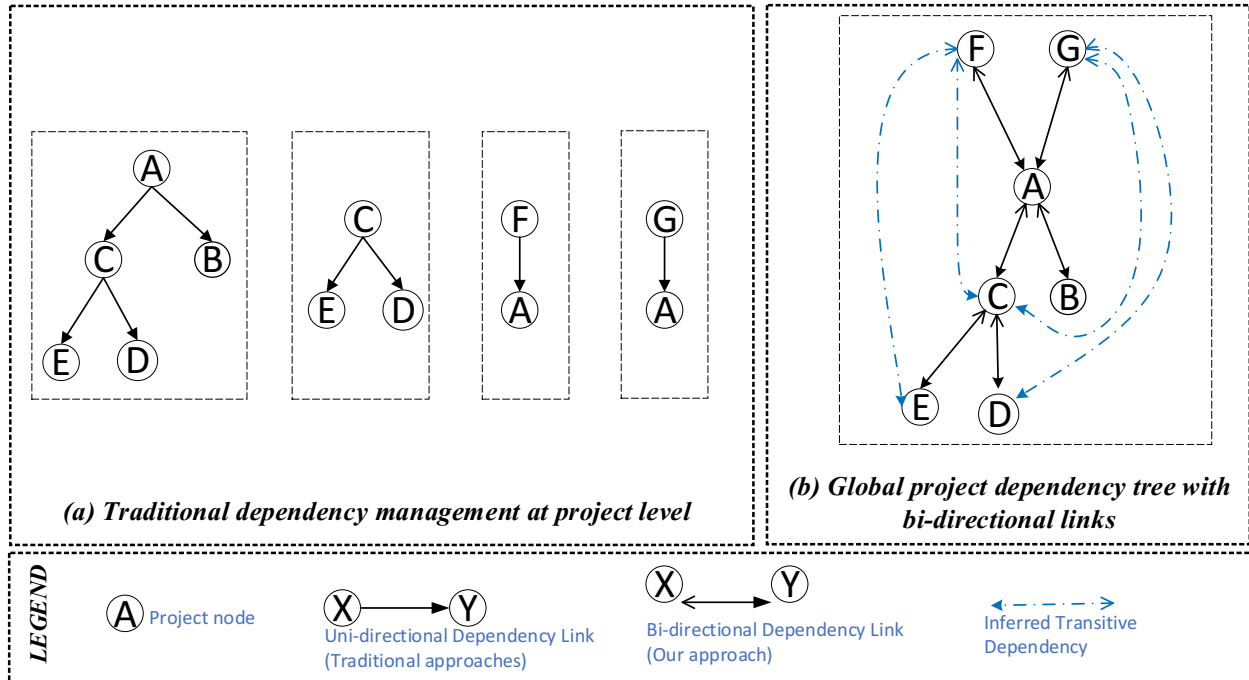 A
C
B
E
D
C
E
D
F
A
G
A
(a) Traditional dependency management at project level
F
G
A
C
B
E
D
(b) Global project dependency tree with
bi-directional links
LEGEND
A Project node
X Y
Uni-directional Dependency Link
(Traditional approaches)
X Y
Bi-directional Dependency Link
(Our approach)
Inferred Transitive
Dependency